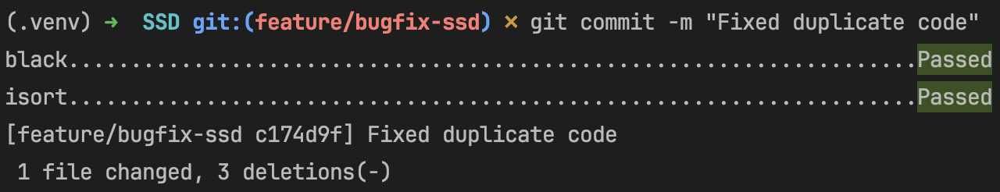 (.venv) ➜  SSD git:(feature/bugfix-ssd) ✗ git commit -m "Fixed duplicate code"
black....................................................................Passed
isort....................................................................Passed
[feature/bugfix-ssd c174d9f] Fixed duplicate code
 1 file changed, 3 deletions(-)